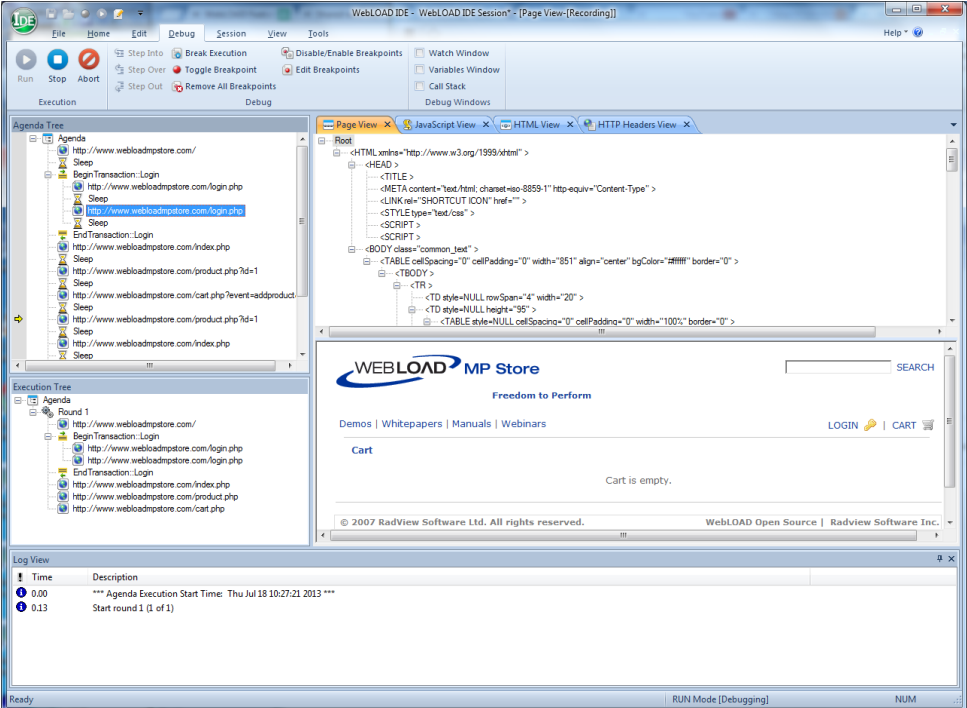 WebLOAD IDE - WebLOAD IDE Session* - [Page View-[Recording]]
IDE
File Home Edit Debug Session View Tools Help
Step Into Break Execution Disable/Enable Breakpoints Watch Window
Step Over Toggle Breakpoint Edit Breakpoints Variables Window
Run Stop Abort Step Out Remove All Breakpoints Call Stack
Execution Debug Debug Windows
Agenda Tree
Agenda
http://www.webloadmpstore.com/
Sleep
BeginTransaction::Login
http://www.webloadmpstore.com/login.php
Sleep
http://www.webloadmpstore.com/login.php
Sleep
EndTransaction::Login
http://www.webloadmpstore.com/index.php
Sleep
http://www.webloadmpstore.com/product.php?id=1
Sleep
http://www.webloadmpstore.com/cart.php?event=addproduct
Sleep
http://www.webloadmpstore.com/product.php?id=1
Sleep
http://www.webloadmpstore.com/index.php
Sleep
Execution Tree
Agenda
Round 1
http://www.webloadmpstore.com/
BeginTransaction::Login
http://www.webloadmpstore.com/login.php
http://www.webloadmpstore.com/login.php
EndTransaction::Login
http://www.webloadmpstore.com/index.php
http://www.webloadmpstore.com/product.php
http://www.webloadmpstore.com/cart.php
Page View JavaScript View HTML View HTTP Headers View
Root
<HTML xmlns="http://www.w3.org/1999/xhtml" >
<HEAD >
<TITLE >
<META content="text/html; charset=iso-8859-1" http-equiv="Content-Type" >
<LINK rel="SHORTCUT ICON" href="" >
<STYLE type="text/css" >
<SCRIPT >
<SCRIPT >
<BODY class="common_text" >
<TABLE cellSpacing="0" cellPadding="0" width="851" align="center" bgColor="#ffffff" border="0" >
<TBODY >
<TR >
<TD style=NULL rowSpan="4" width="20" >
<TD style=NULL height="95" >
<TABLE style=NULL cellSpacing="0" cellPadding="0" width="100%" border="0" >
WEBLOAD MP Store SEARCH
Freedom to Perform
Demos | Whitepapers | Manuals | Webinars LOGIN | CART
Cart
Cart is empty.
© 2007 RadView Software Ltd. All rights reserved. WebLOAD Open Source | Radview Software Inc.
Log View
! Time Description
0.00 *** Agenda Execution Start Time: Thu Jul 18 10:27:21 2013 ***
0.13 Start round 1 (1 of 1)
Ready RUN Mode [Debugging] NUM